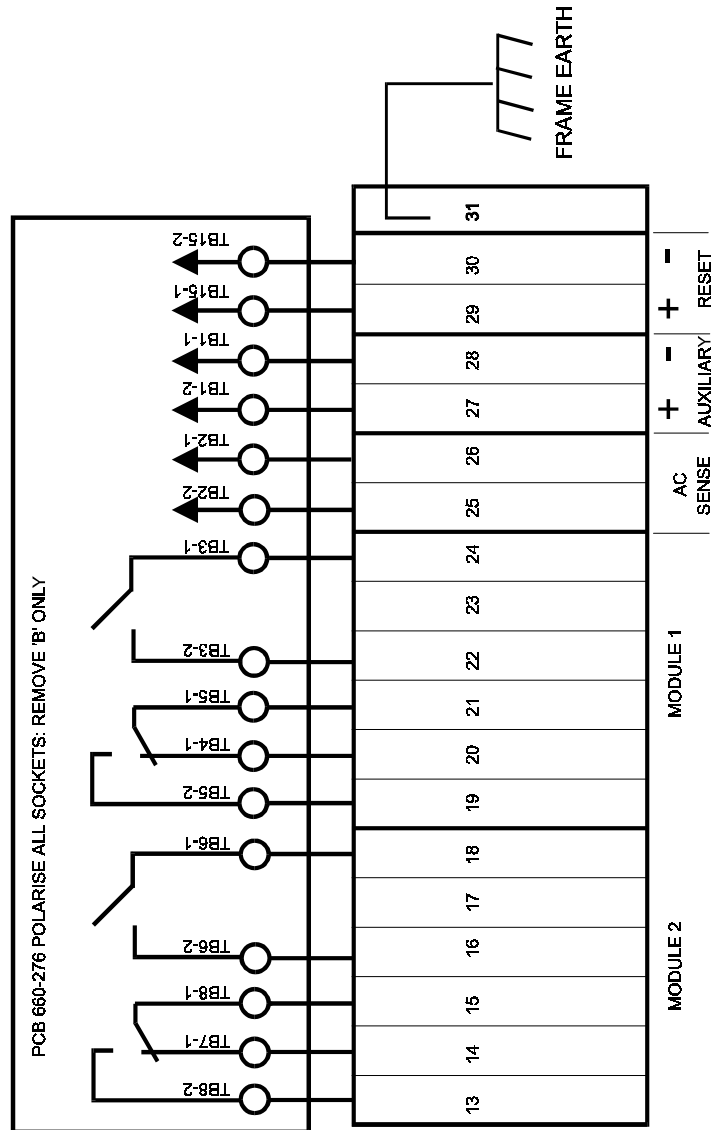 PCB 660-276 POLARISE ALL SOCKETS: REMOVE 'B' ONLY
TB8-2
TB7-1
TB8-1
TB6-2
TB6-1
TB5-2
TB4-1
TB5-1
TB3-2
TB3-1
TB2-2
TB2-1
TB1-2
TB1-1
TB15-1
TB15-2
13
14
15
16
17
18
19
20
21
22
23
24
25
26
27
28
29
30
31
FRAME EARTH
MODULE 2
MODULE 1
AC
SENSE
+ -
AUXILIARY
+ -
RESET